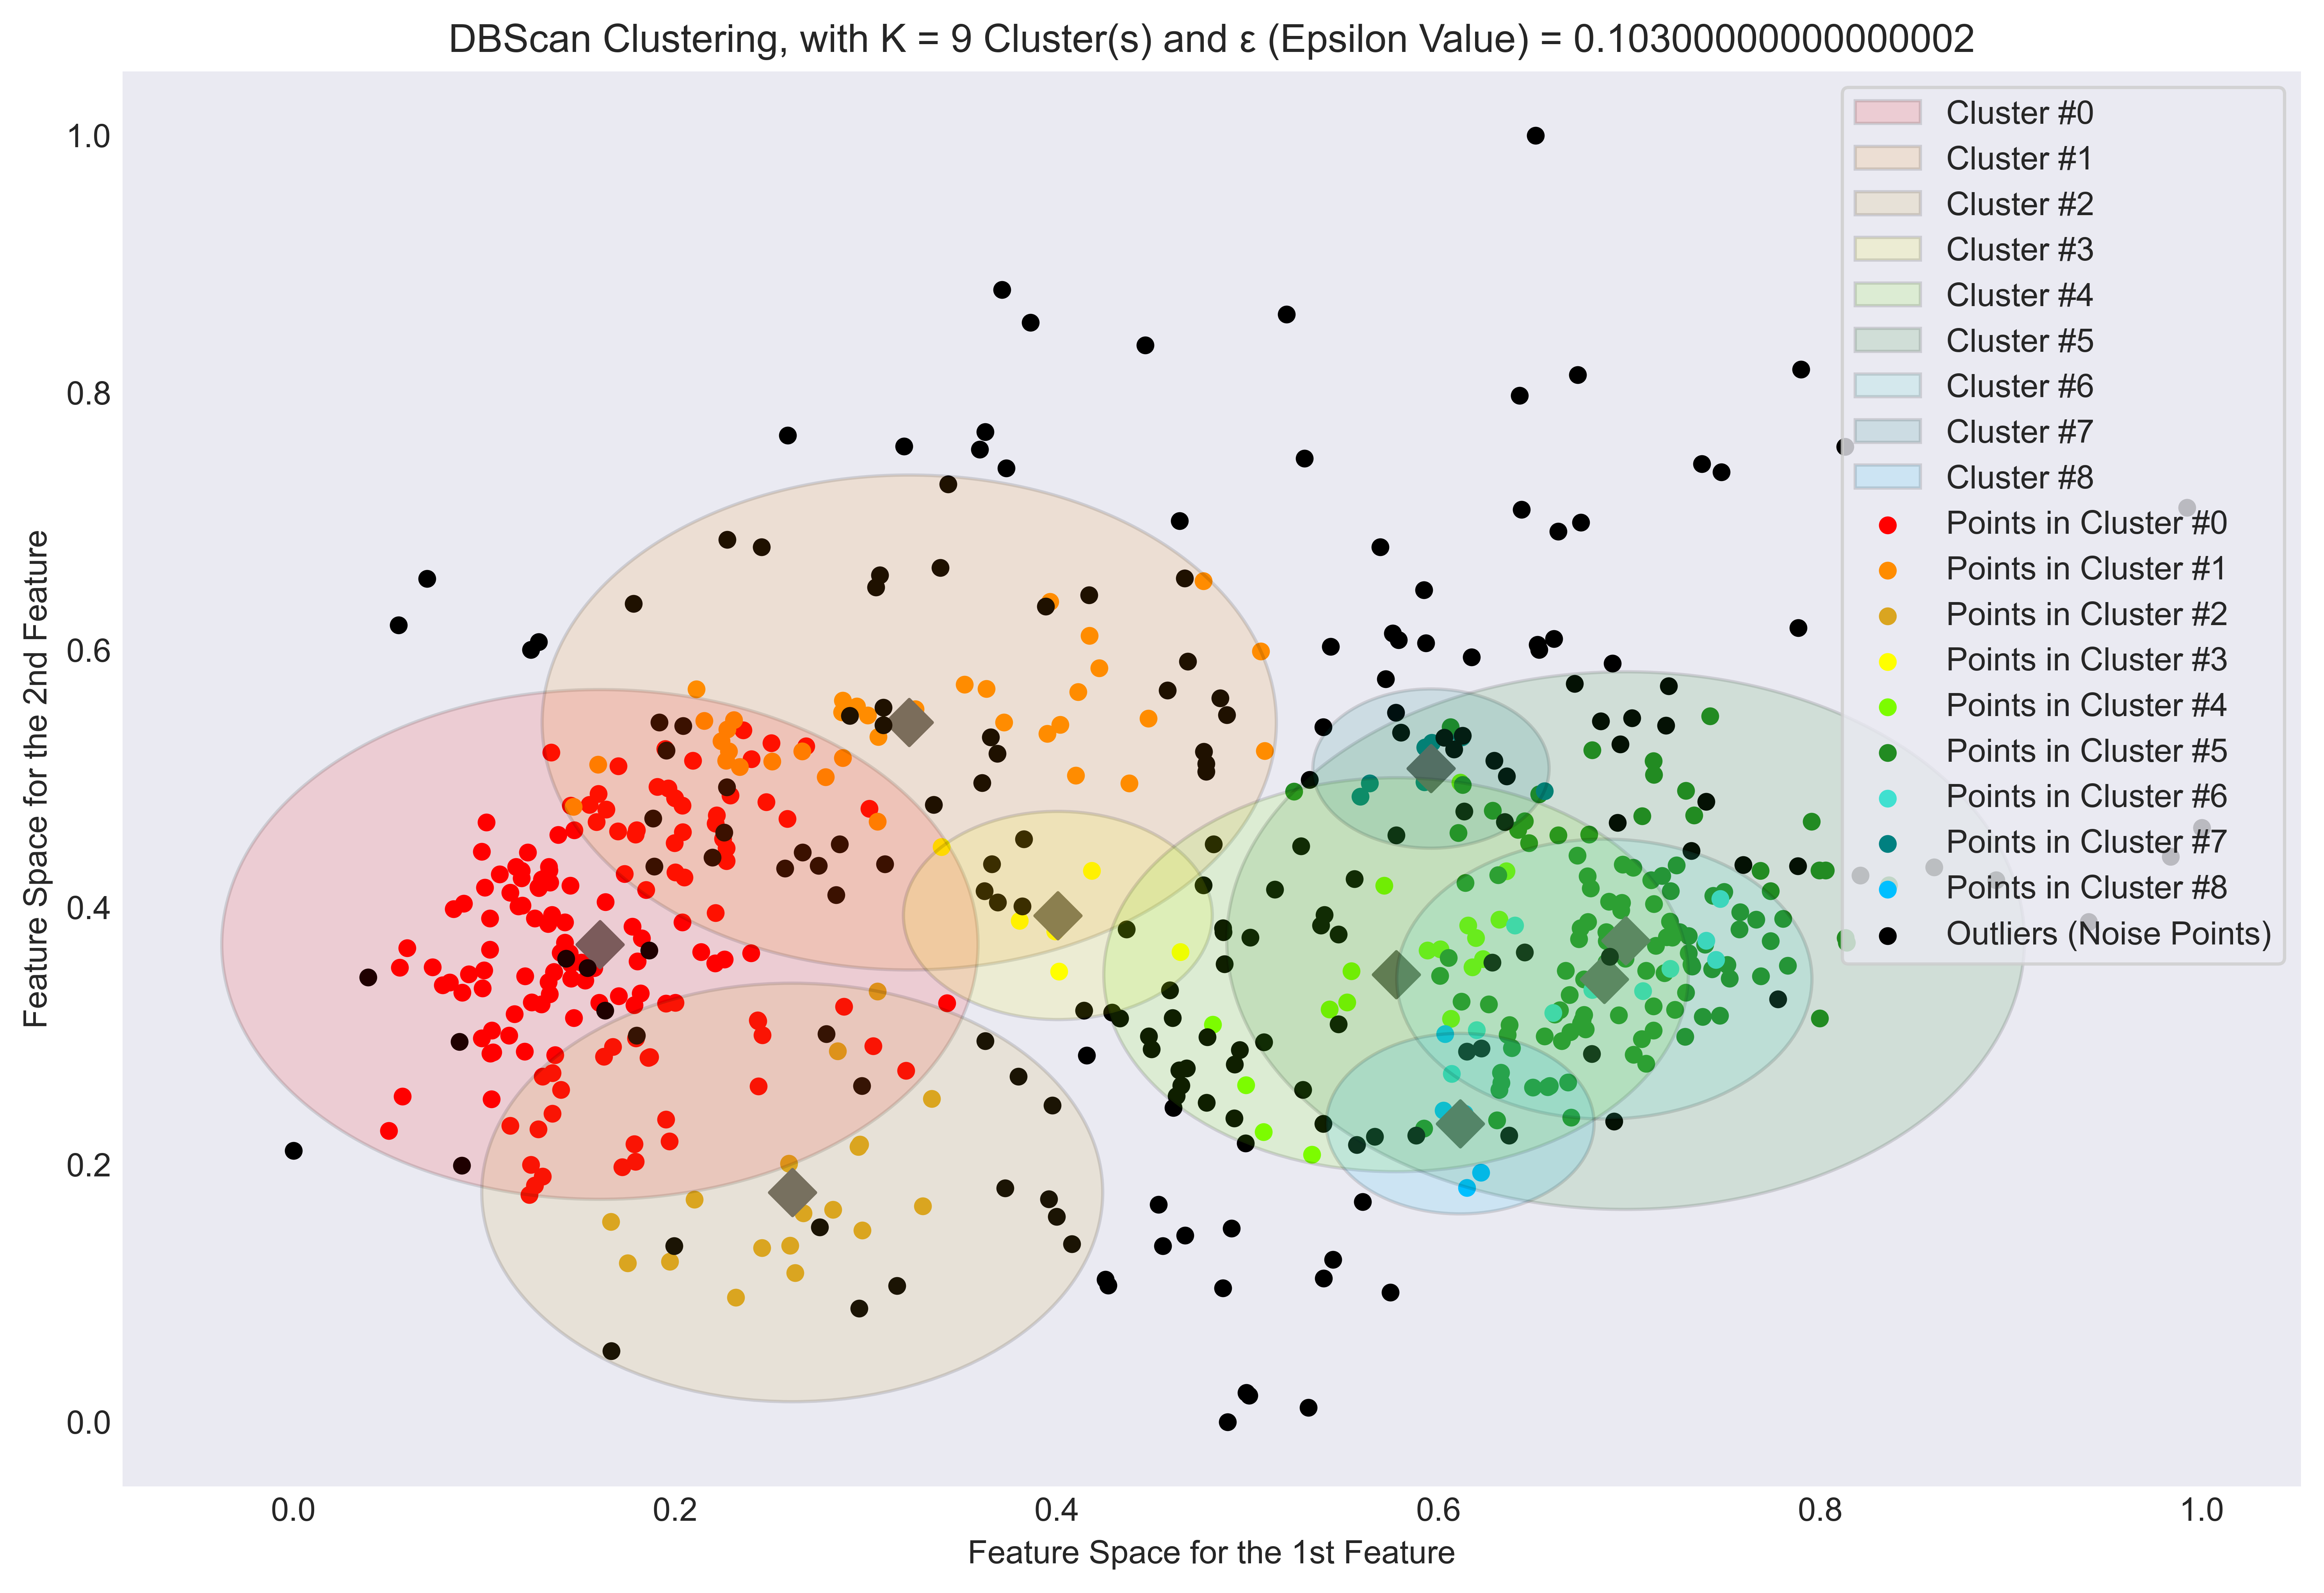 DBScan Clustering, with K = 9 Cluster(s) and ε (Epsilon Value) = 0.10300000000000002
Cluster #0
Cluster #1
Cluster #2
Cluster #3
Cluster #4
Cluster #5
Cluster #6
Cluster #7
Cluster #8
Points in Cluster #0
Points in Cluster #1
Points in Cluster #2
Points in Cluster #3
Points in Cluster #4
Points in Cluster #5
Points in Cluster #6
Points in Cluster #7
Points in Cluster #8
Outliers (Noise Points)
Feature Space for the 2nd Feature
1.0
0.8
0.6
0.4
0.2
0.0
0.0 0.2 0.4 0.6 0.8 1.0
Feature Space for the 1st Feature